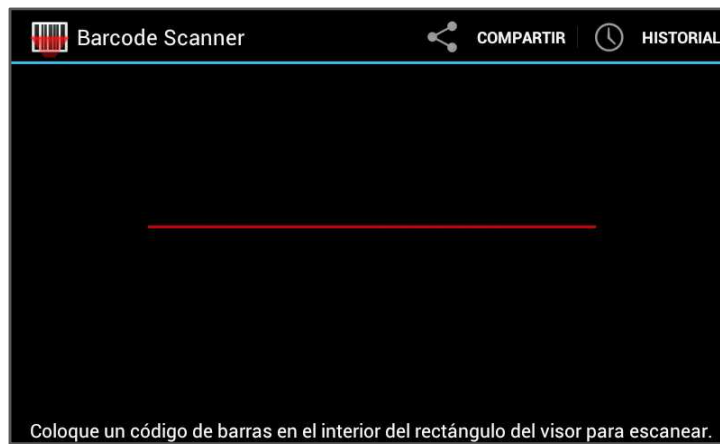 Barcode Scanner COMPARTIR HISTORIAL
Coloque un código de barras en el interior del rectángulo del visor para escanear.